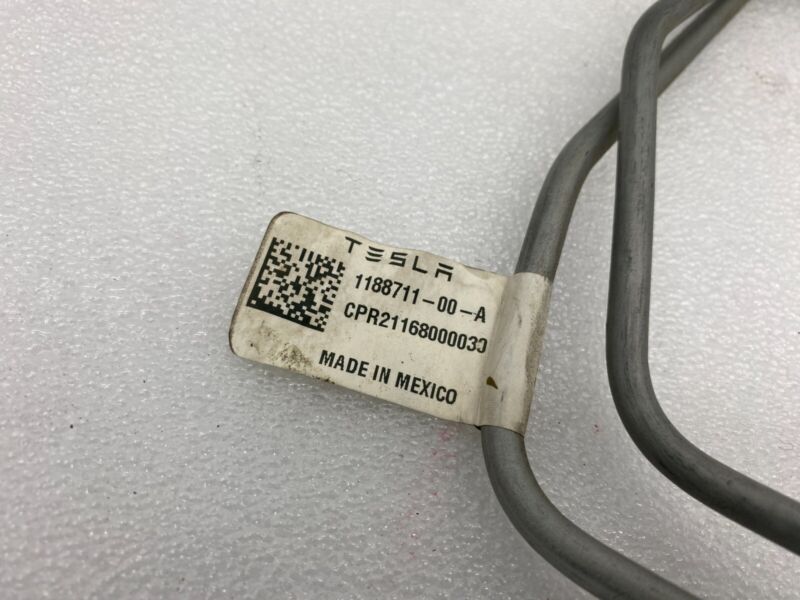 TESLA
1188711-00-A
CPR21168000030
MADE IN MEXICO